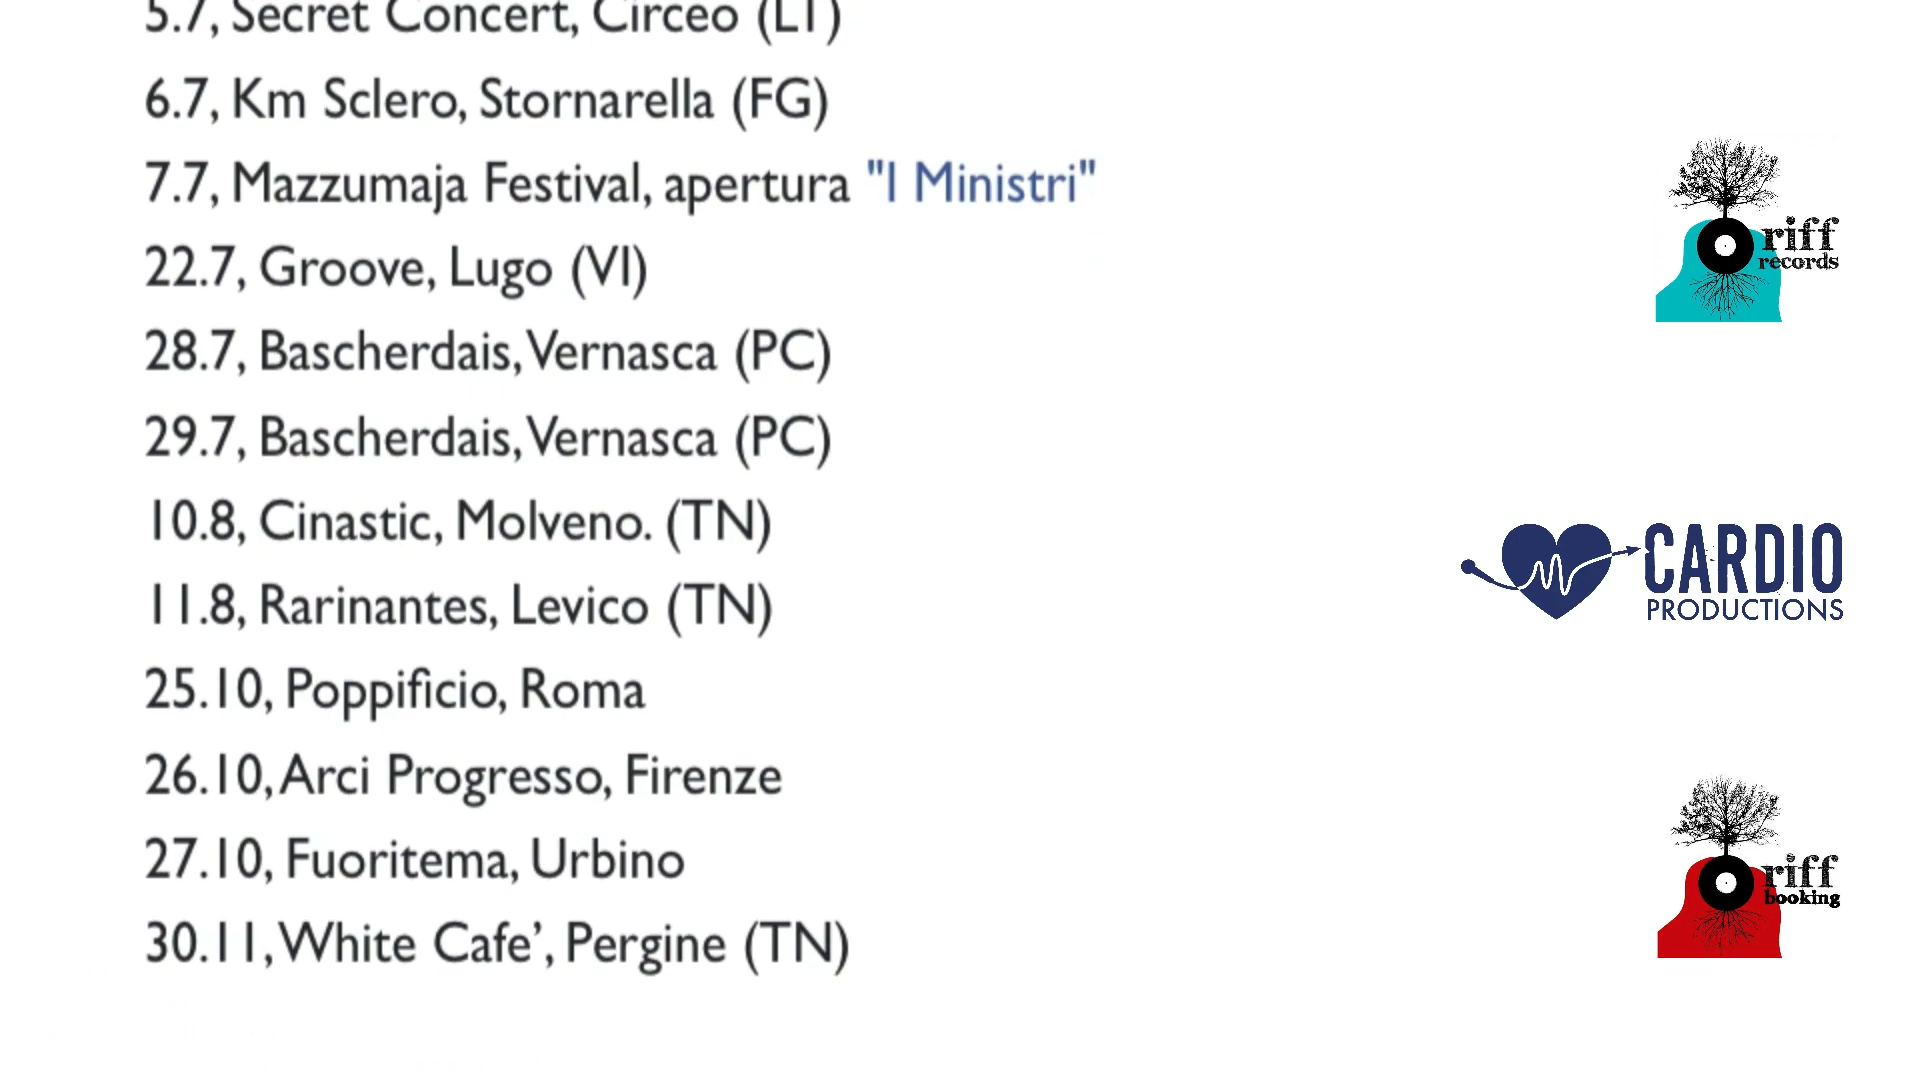 5.7, Secret Concert, Circeo (LT)
6.7, Km Sclero, Stornarella (FG)
7.7, Mazzumaja Festival, apertura "I Ministri"
22.7, Groove, Lugo (VI)
28.7, Bascherdais, Vernasca (PC)
29.7, Bascherdais, Vernasca (PC)
10.8, Cinastic, Molveno. (TN)
11.8, Rarinantes, Levico (TN)
25.10, Poppificio, Roma
26.10, Arci Progresso, Firenze
27.10, Fuoritema, Urbino
30.11, White Cafe’, Pergine (TN)
riff
records
CARDIO
PRODUCTIONS
riff
booking